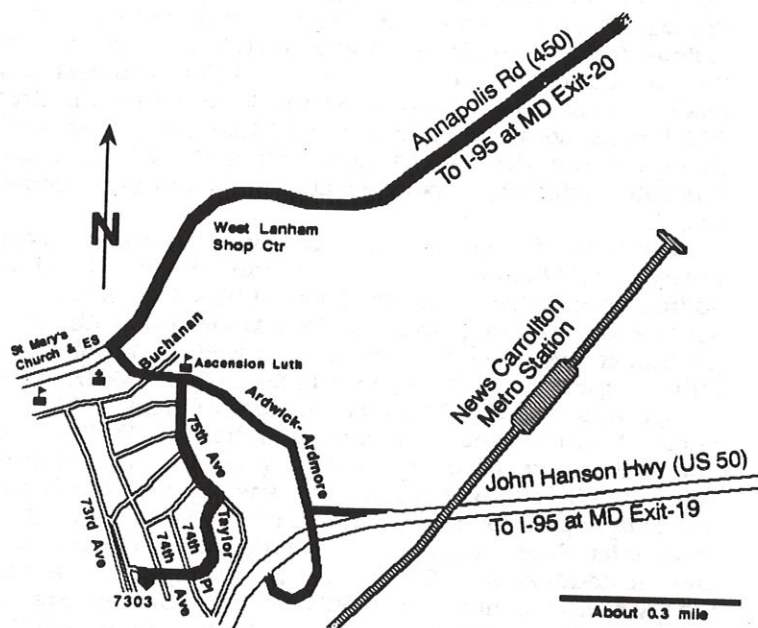 Annapolis Rd (450)
To I-95 at MD Exit-20
N
West Lanham
Shop Ctr
St Mary's
Church & ES
Buchanan
Ascension Luth
News Carrollton
Metro Station
Ardwick-
Ardmore
75th Ave
John Hanson Hwy (US 50)
To I-95 at MD Exit-19
73rd Ave
74th Ave
74th Pl
Taylor
7303
About 0.3 mile